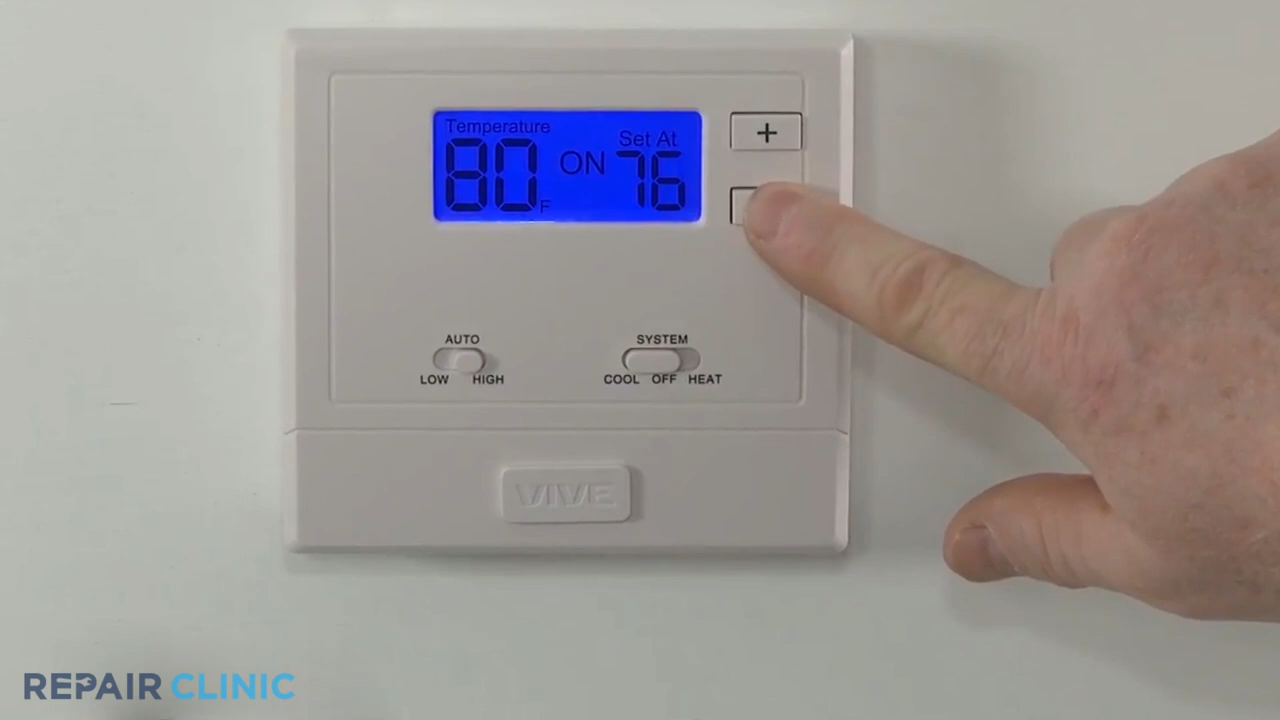 Temperature
Set At
80 F ON 76
+
AUTO
LOW HIGH
SYSTEM
COOL OFF HEAT
VIVE
REPAIR CLINIC